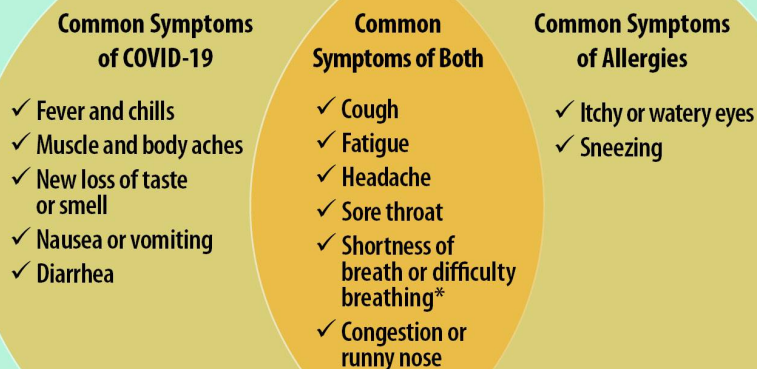 Common Symptoms
of COVID-19
✓ Fever and chills
✓ Muscle and body aches
✓ New loss of taste
or smell
✓ Nausea or vomiting
✓ Diarrhea
Common
Symptoms of Both
✓ Cough
✓ Fatigue
✓ Headache
✓ Sore throat
✓ Shortness of
breath or difficulty
breathing*
✓ Congestion or
runny nose
Common Symptoms
of Allergies
✓ Itchy or watery eyes
✓ Sneezing